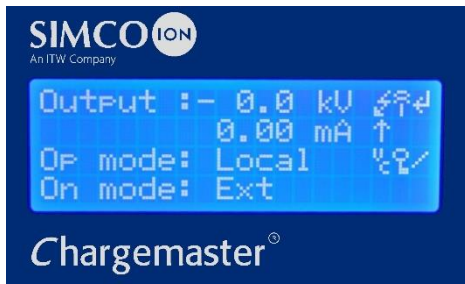 SIMCO ION
An ITW Company
Output :- 0.0 kV
0.00 mA ↑
Op mode: Local
On mode: Ext
Chargemaster®